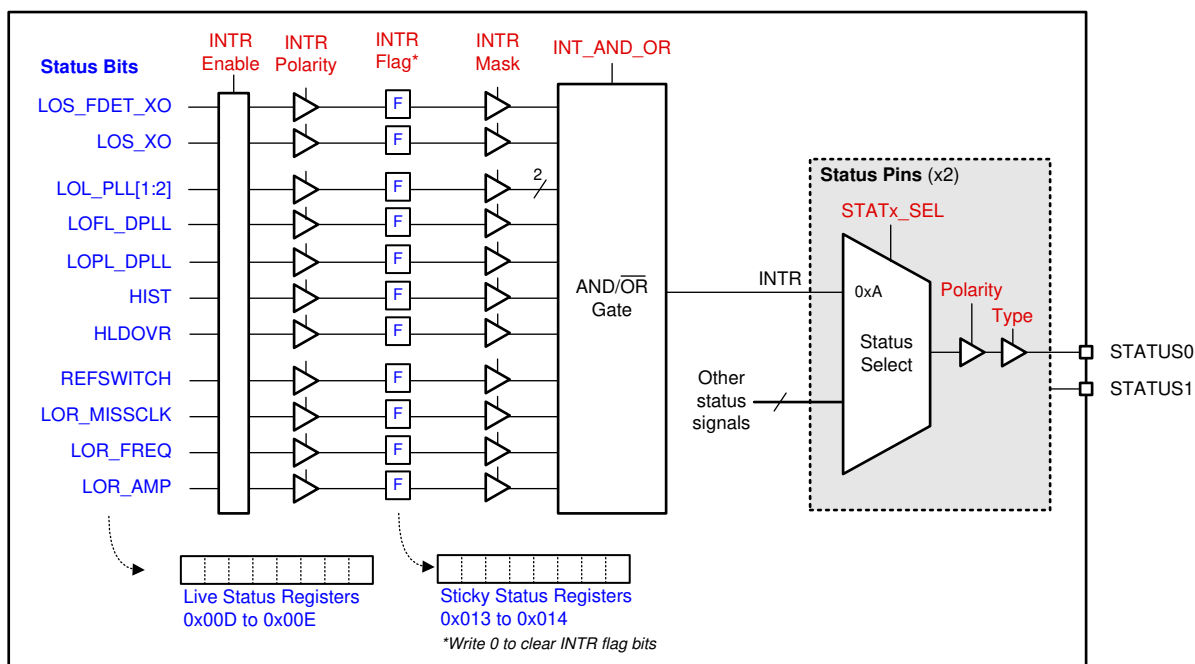 INTR
Enable
INTR
Polarity
INTR
Flag*
INTR
Mask
INT_AND_OR
Status Bits
LOS_FDET_XO
F
LOS_XO
F
LOL_PLL[1:2]
F
2
LOFL_DPLL
F
LOPL_DPLL
F
HIST
F
HLDOVR
F
REFSWITCH
F
LOR_MISSCLK
F
LOR_FREQ
F
LOR_AMP
F
AND/OR
Gate
INTR
Status Pins (x2)
STATx_SEL
0xA
Status
Select
Polarity
Type
Other
status
signals
STATUS0
STATUS1
Live Status Registers
0x00D to 0x00E
Sticky Status Registers
0x013 to 0x014
*Write 0 to clear INTR flag bits